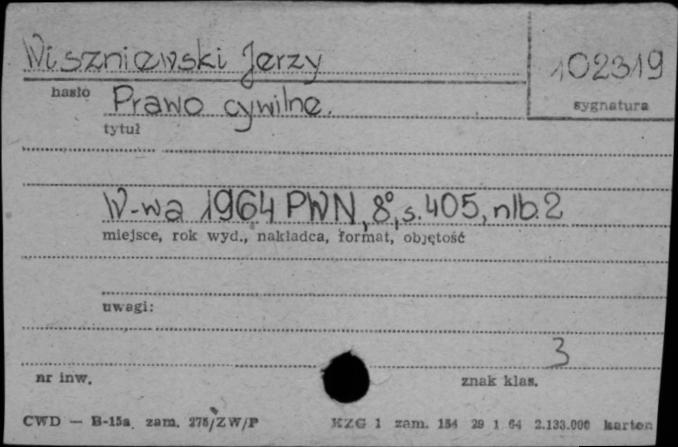 Wiszniewski Jerzy
102319
hasło
sygnatura
Prawo cywilne.
tytuł
W-wa 1964 PWN, 8°, s. 405, nlb. 2
miejsce, rok wyd., nakładca, format, objętość
uwagi:
3
nr inw.
znak klas.
CWD — B-15a zam. 275/ZW/P
KZG 1 zam. 154 29 1 64 2.133.000 karton